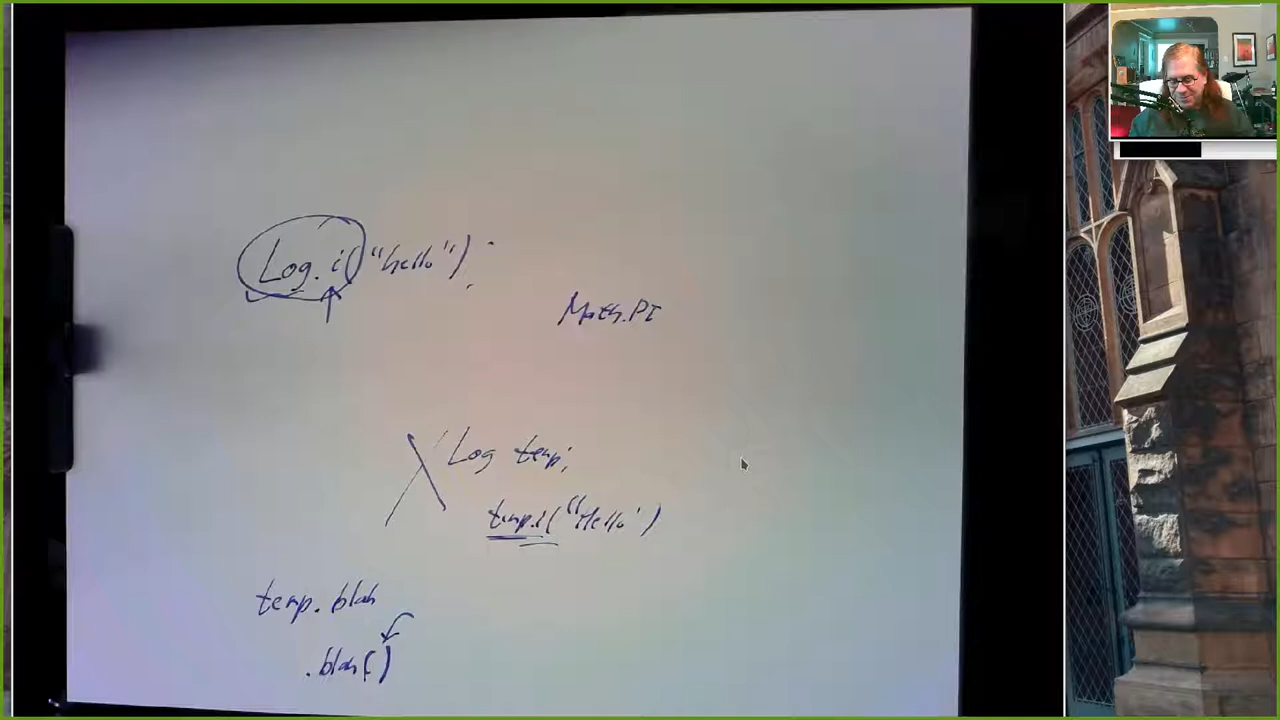 Log.i("hello");
Math.PI
Log temp;
temp.i("Hello")
temp.blah
.blah()